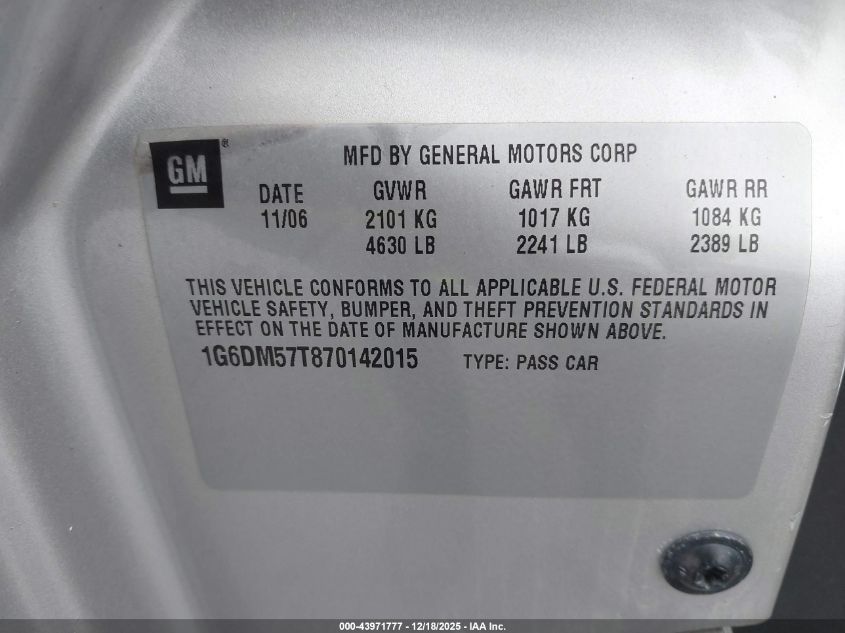 GM®
MFD BY GENERAL MOTORS CORP
DATE GVWR GAWR FRT GAWR RR
11/06 2101 KG 1017 KG 1084 KG
4630 LB 2241 LB 2389 LB
THIS VEHICLE CONFORMS TO ALL APPLICABLE U.S. FEDERAL MOTOR
VEHICLE SAFETY, BUMPER, AND THEFT PREVENTION STANDARDS IN
EFFECT ON THE DATE OF MANUFACTURE SHOWN ABOVE.
1G6DM57T870142015 TYPE: PASS CAR
000-43971777 - 12/18/2025 - IAA Inc.